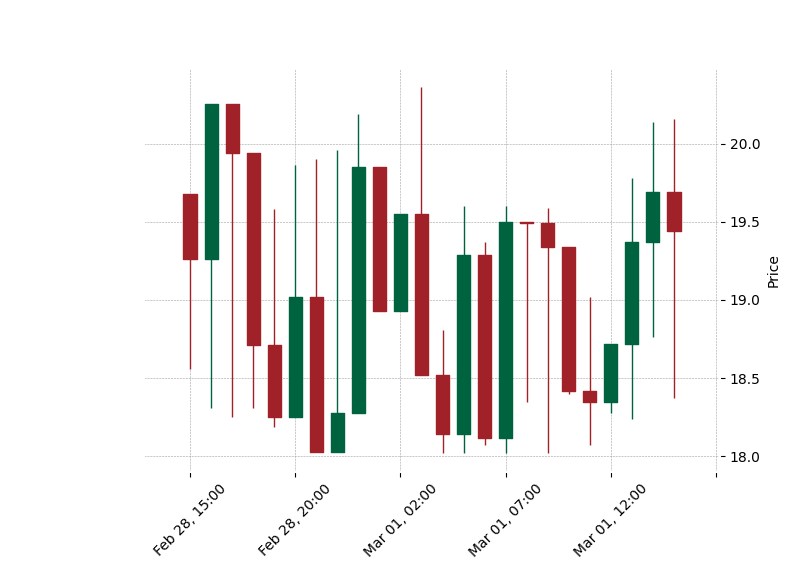 20.0
19.5
19.0
18.5
18.0
Price
Feb 28, 15:00
Feb 28, 20:00
Mar 01, 02:00
Mar 01, 07:00
Mar 01, 12:00